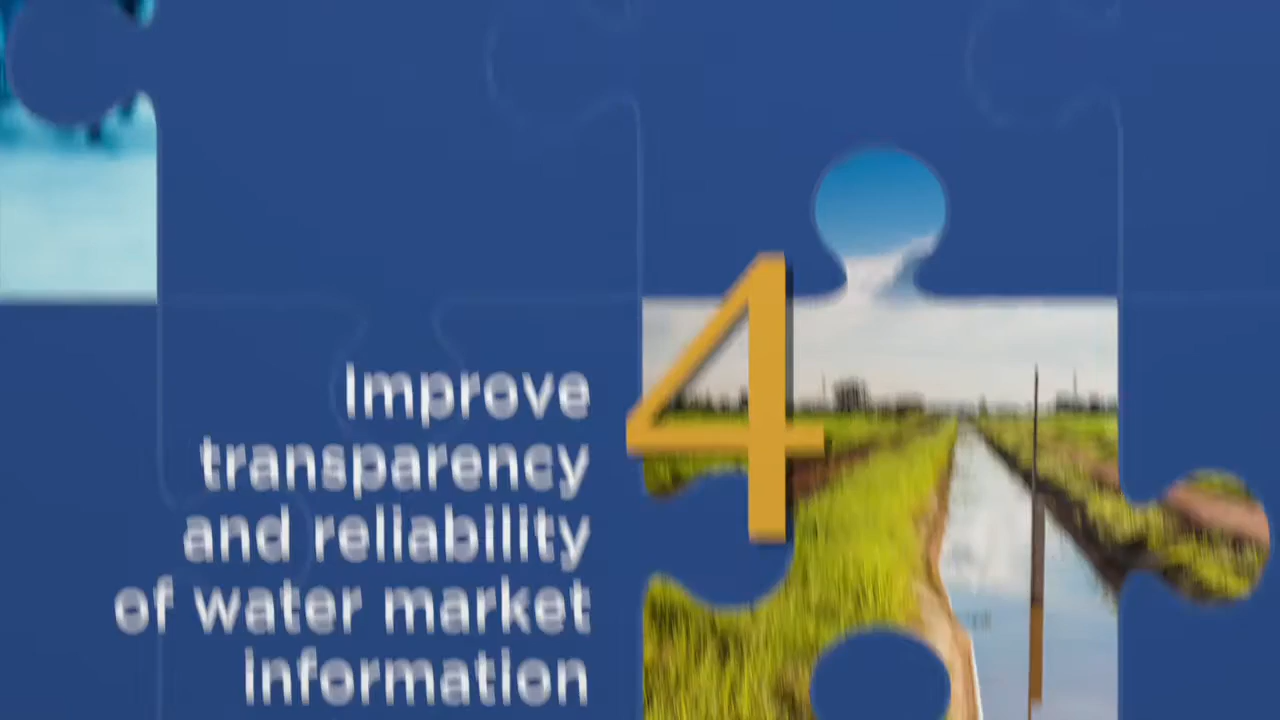 4
Improve
transparency
and reliability
of water market
information